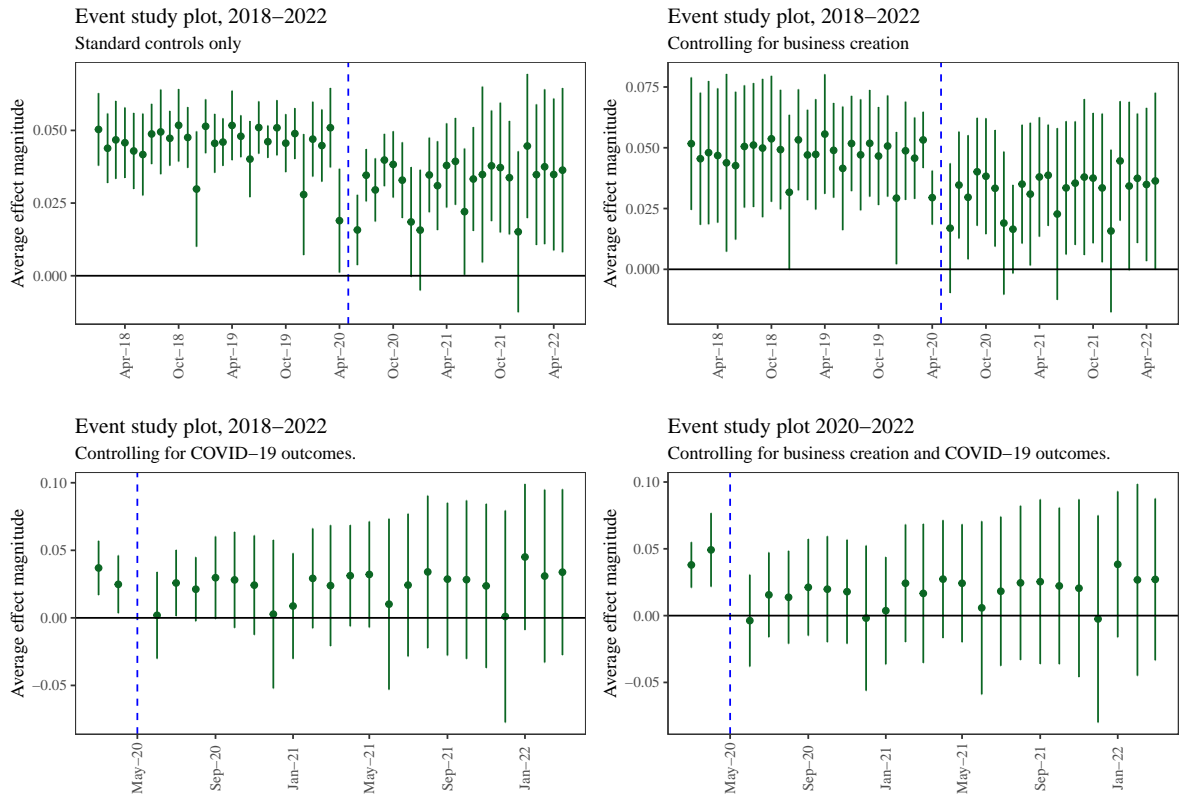 Event study plot, 2018−2022
Standard controls only
Average effect magnitude
0.050
0.025
0.000
Apr−18
Oct−18
Apr−19
Oct−19
Apr−20
Oct−20
Apr−21
Oct−21
Apr−22
Event study plot, 2018−2022
Controlling for business creation
Average effect magnitude
0.075
0.050
0.025
0.000
Apr−18
Oct−18
Apr−19
Oct−19
Apr−20
Oct−20
Apr−21
Oct−21
Apr−22
Event study plot, 2018−2022
Controlling for COVID−19 outcomes.
Average effect magnitude
0.10
0.05
0.00
−0.05
May−20
Sep−20
Jan−21
May−21
Sep−21
Jan−22
Event study plot 2020−2022
Controlling for business creation and COVID−19 outcomes.
Average effect magnitude
0.10
0.05
0.00
−0.05
May−20
Sep−20
Jan−21
May−21
Sep−21
Jan−22